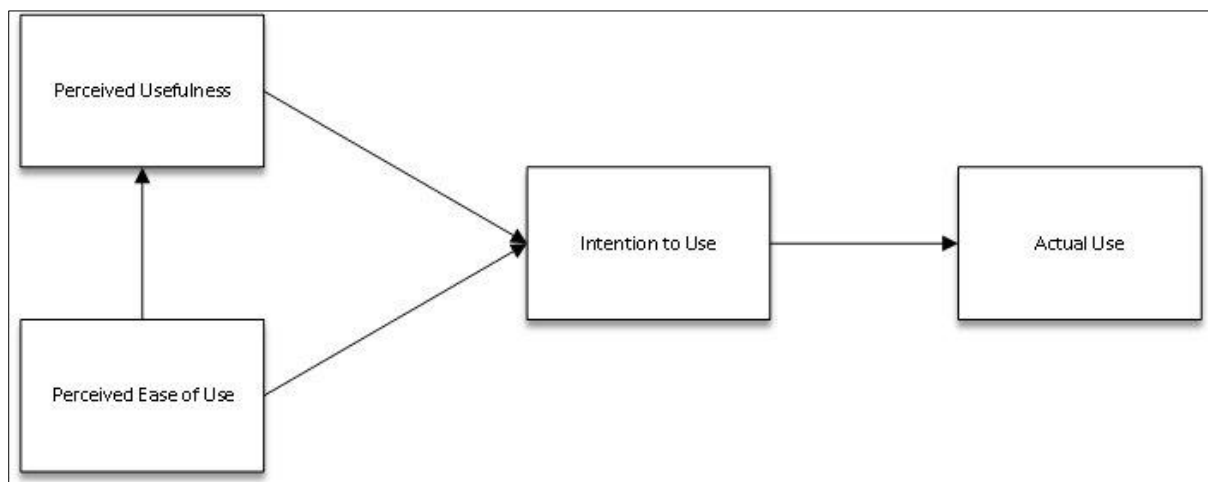 Perceived Usefulness
Intention to Use
Actual Use
Perceived Ease of Use